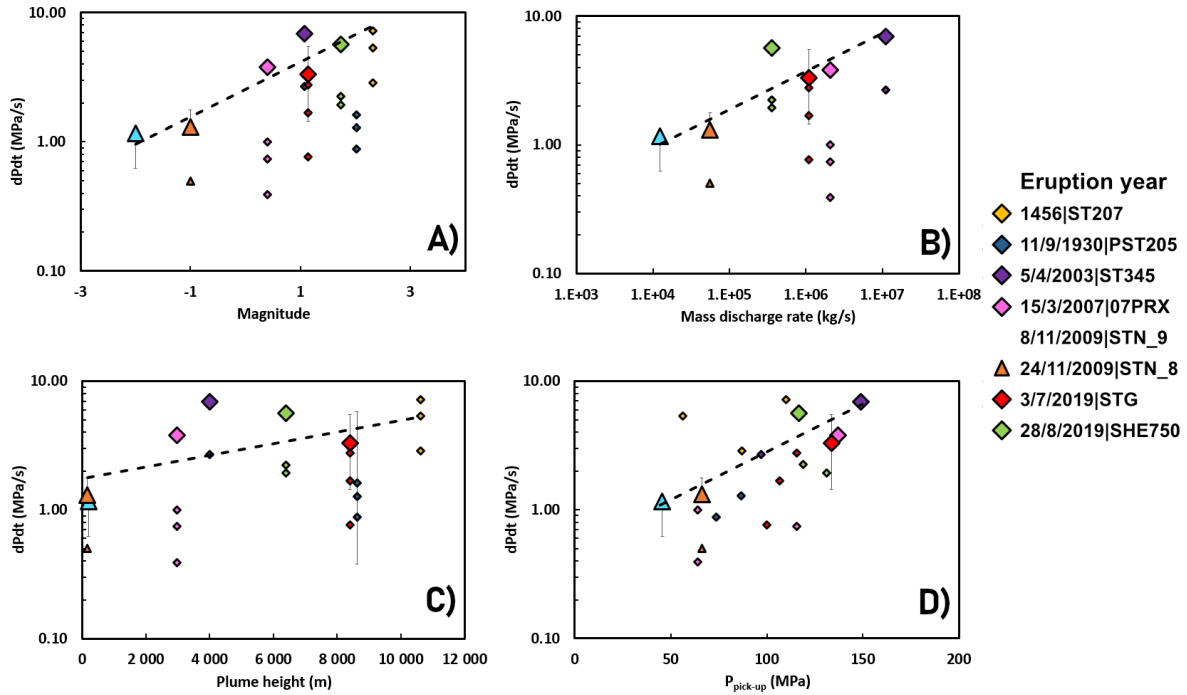 10.00
1.00
0.10
dPdt (MPa/s)
-3 -1 1 3
Magnitude
A)
10.00
1.00
0.10
dPdt (MPa/s)
1.E+03 1.E+04 1.E+05 1.E+06 1.E+07 1.E+08
Mass discharge rate (kg/s)
B)
10.00
1.00
0.10
dPdt (MPa/s)
0 2 000 4 000 6 000 8 000 10 000 12 000
Plume height (m)
C)
10.00
1.00
0.10
dPdt (MPa/s)
0 50 100 150 200
Ppick-up (MPa)
D)
Eruption year
1456|ST207
11/9/1930|PST205
5/4/2003|ST345
15/3/2007|07PRX
8/11/2009|STN_9
24/11/2009|STN_8
3/7/2019|STG
28/8/2019|SHE750